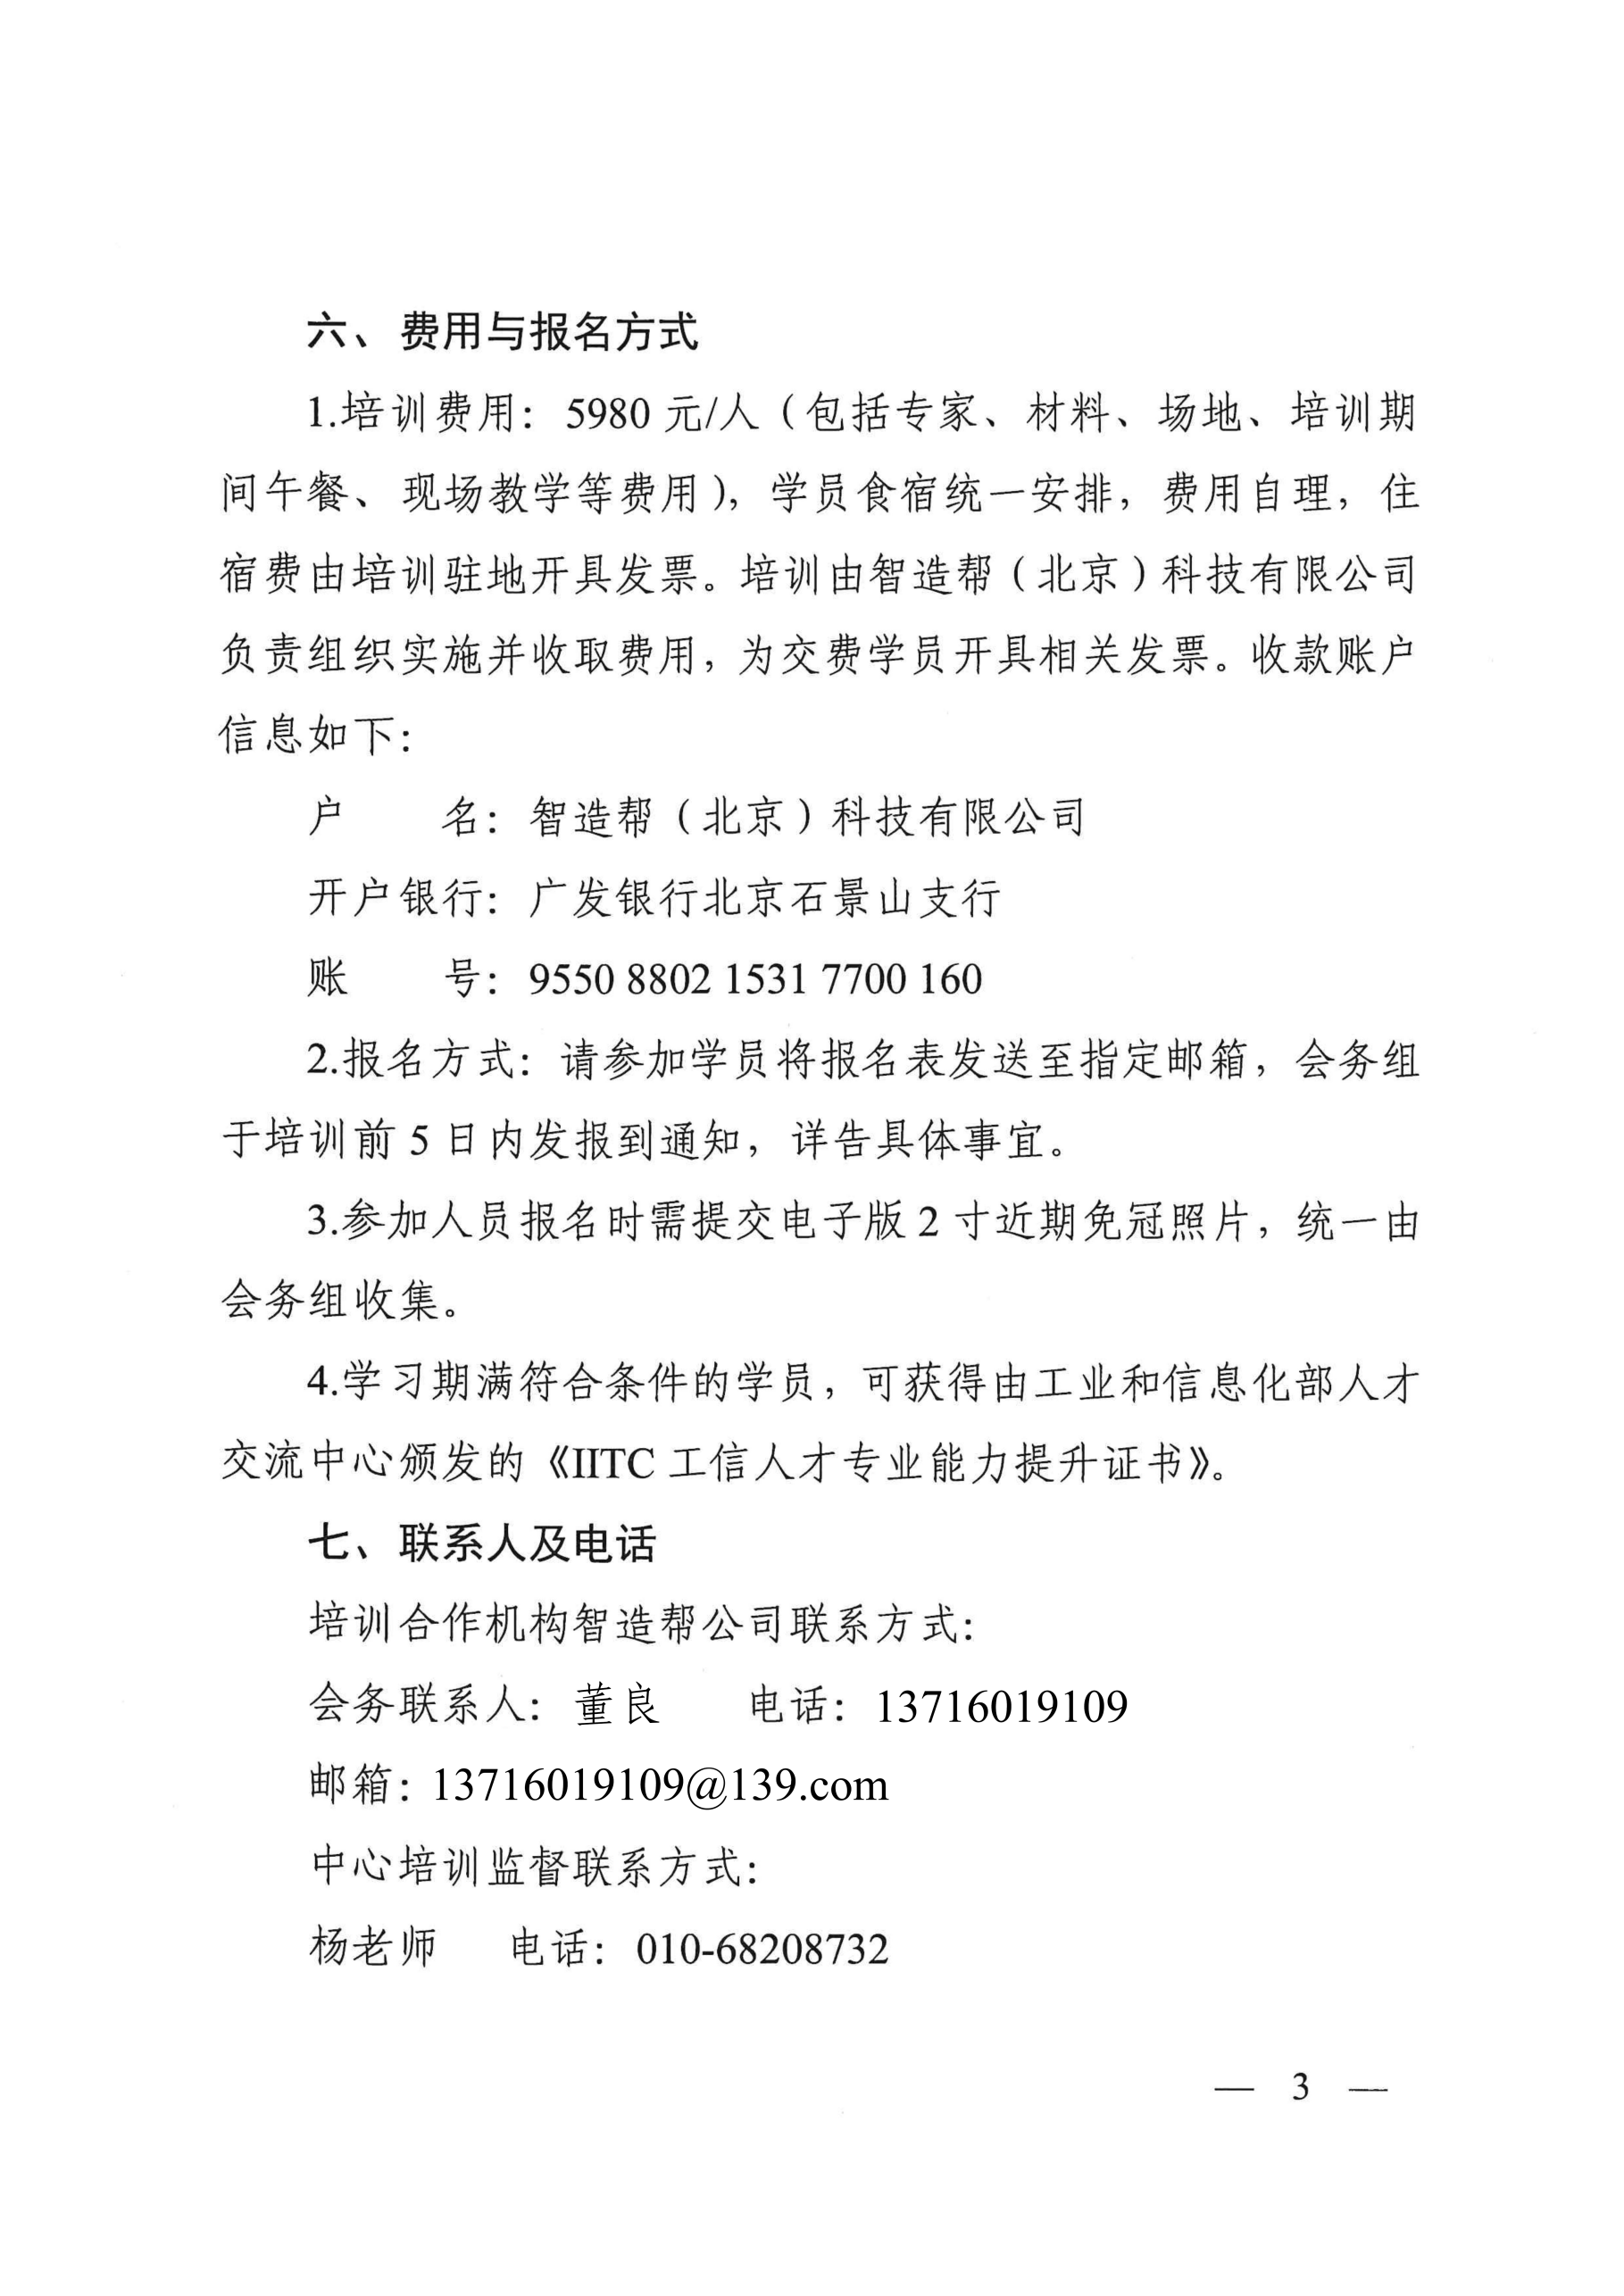 六、费用与报名方式
1.培训费用：5980 元/人（包括专家、材料、场地、培训期
间午餐、现场教学等费用），学员食宿统一安排，费用自理，住
宿费由培训驻地开具发票。培训由智造帮（北京）科技有限公司
负责组织实施并收取费用，为交费学员开具相关发票。收款账户
信息如下：
户　　名：智造帮（北京）科技有限公司
开户银行：广发银行北京石景山支行
账　　号：9550 8802 1531 7700 160
2.报名方式：请参加学员将报名表发送至指定邮箱，会务组
于培训前 5 日内发报到通知，详告具体事宜。
3.参加人员报名时需提交电子版 2 寸近期免冠照片，统一由
会务组收集。
4.学习期满符合条件的学员，可获得由工业和信息化部人才
交流中心颁发的《IITC 工信人才专业能力提升证书》。
七、联系人及电话
培训合作机构智造帮公司联系方式：
会务联系人：董良　　电话：13716019109
邮箱：13716019109@139.com
中心培训监督联系方式：
杨老师　　电话：010-68208732
— 3 —